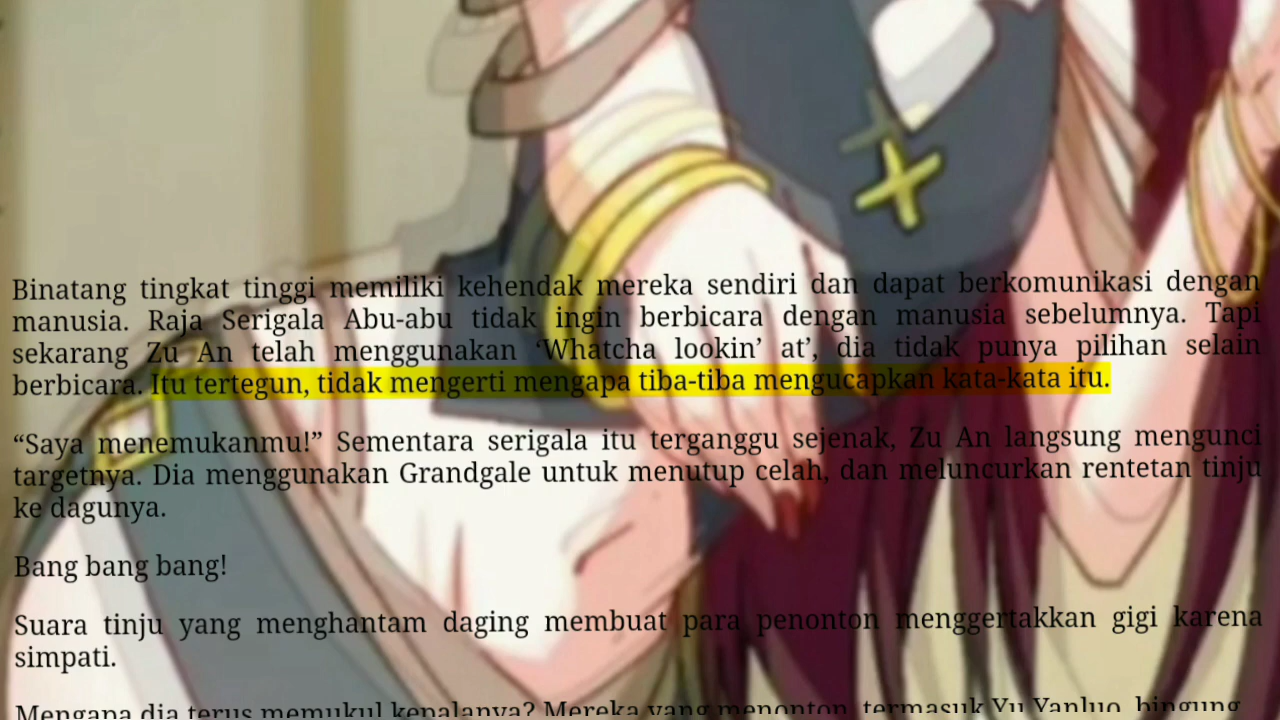 Binatang tingkat tinggi memiliki kehendak mereka sendiri dan dapat berkomunikasi dengan
manusia. Raja Serigala Abu-abu tidak ingin berbicara dengan manusia sebelumnya. Tapi
sekarang Zu An telah menggunakan ‘Whatcha lookin’ at’, dia tidak punya pilihan selain
berbicara. Itu tertegun, tidak mengerti mengapa tiba-tiba mengucapkan kata-kata itu.
“Saya menemukanmu!” Sementara serigala itu terganggu sejenak, Zu An langsung mengunci
targetnya. Dia menggunakan Grandgale untuk menutup celah, dan meluncurkan rentetan tinju
ke dagunya.
Bang bang bang!
Suara tinju yang menghantam daging membuat para penonton menggertakkan gigi karena
simpati.
Mengapa dia terus memukul kepalanya? Mereka yang menonton, termasuk Yu Yanluo, bingung.